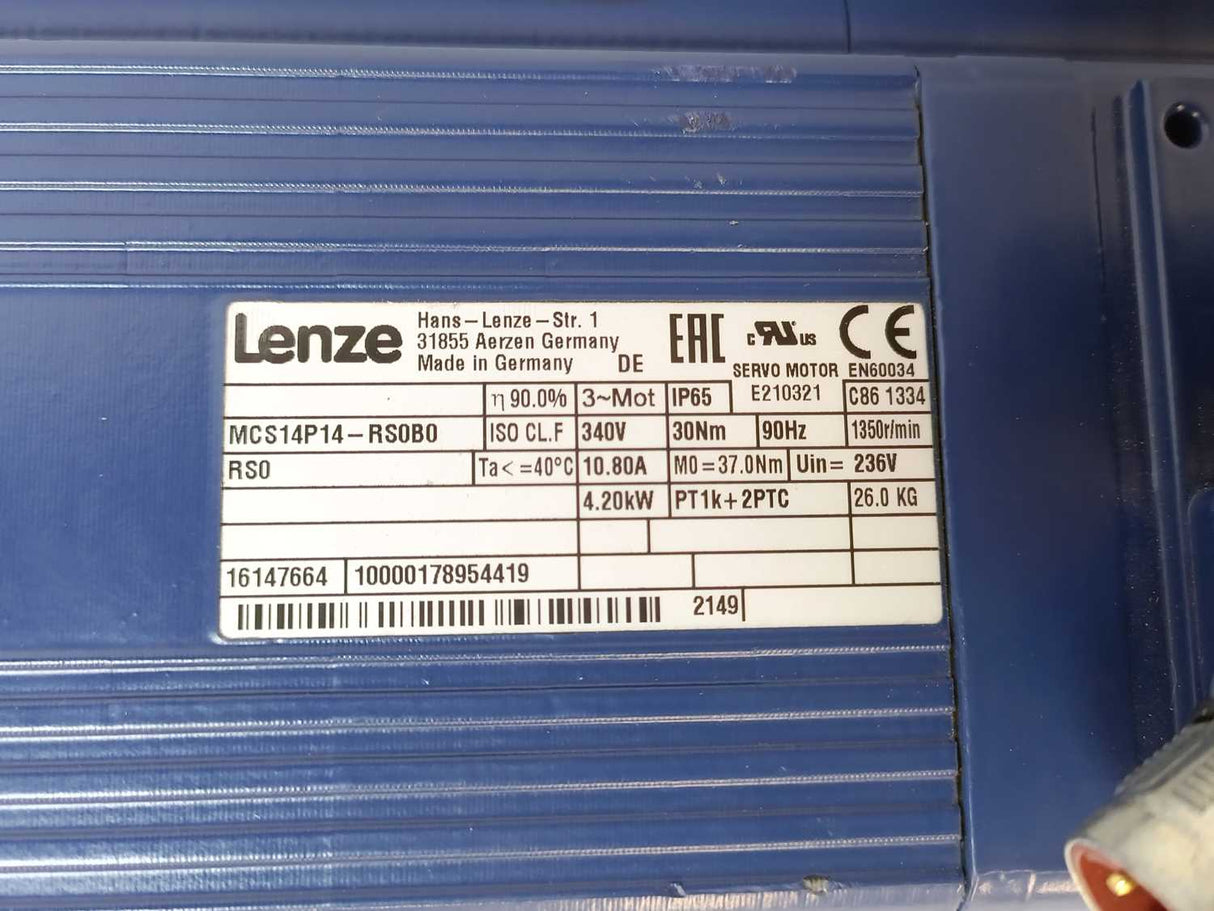 Lenze Hans-Lenze-Str. 1
31855 Aerzen Germany
Made in Germany DE
EAC c RU us CE
SERVO MOTOR EN60034
η 90.0% 3~Mot IP65 E210321 C86 1334
MCS14P14-RS0B0 ISO CL.F 340V 30Nm 90Hz 1350r/min
RS0 Ta<=40°C 10.80A M0=37.0Nm Uin= 236V
4.20kW PT1k+2PTC 26.0 KG
16147664 10000178954419
2149